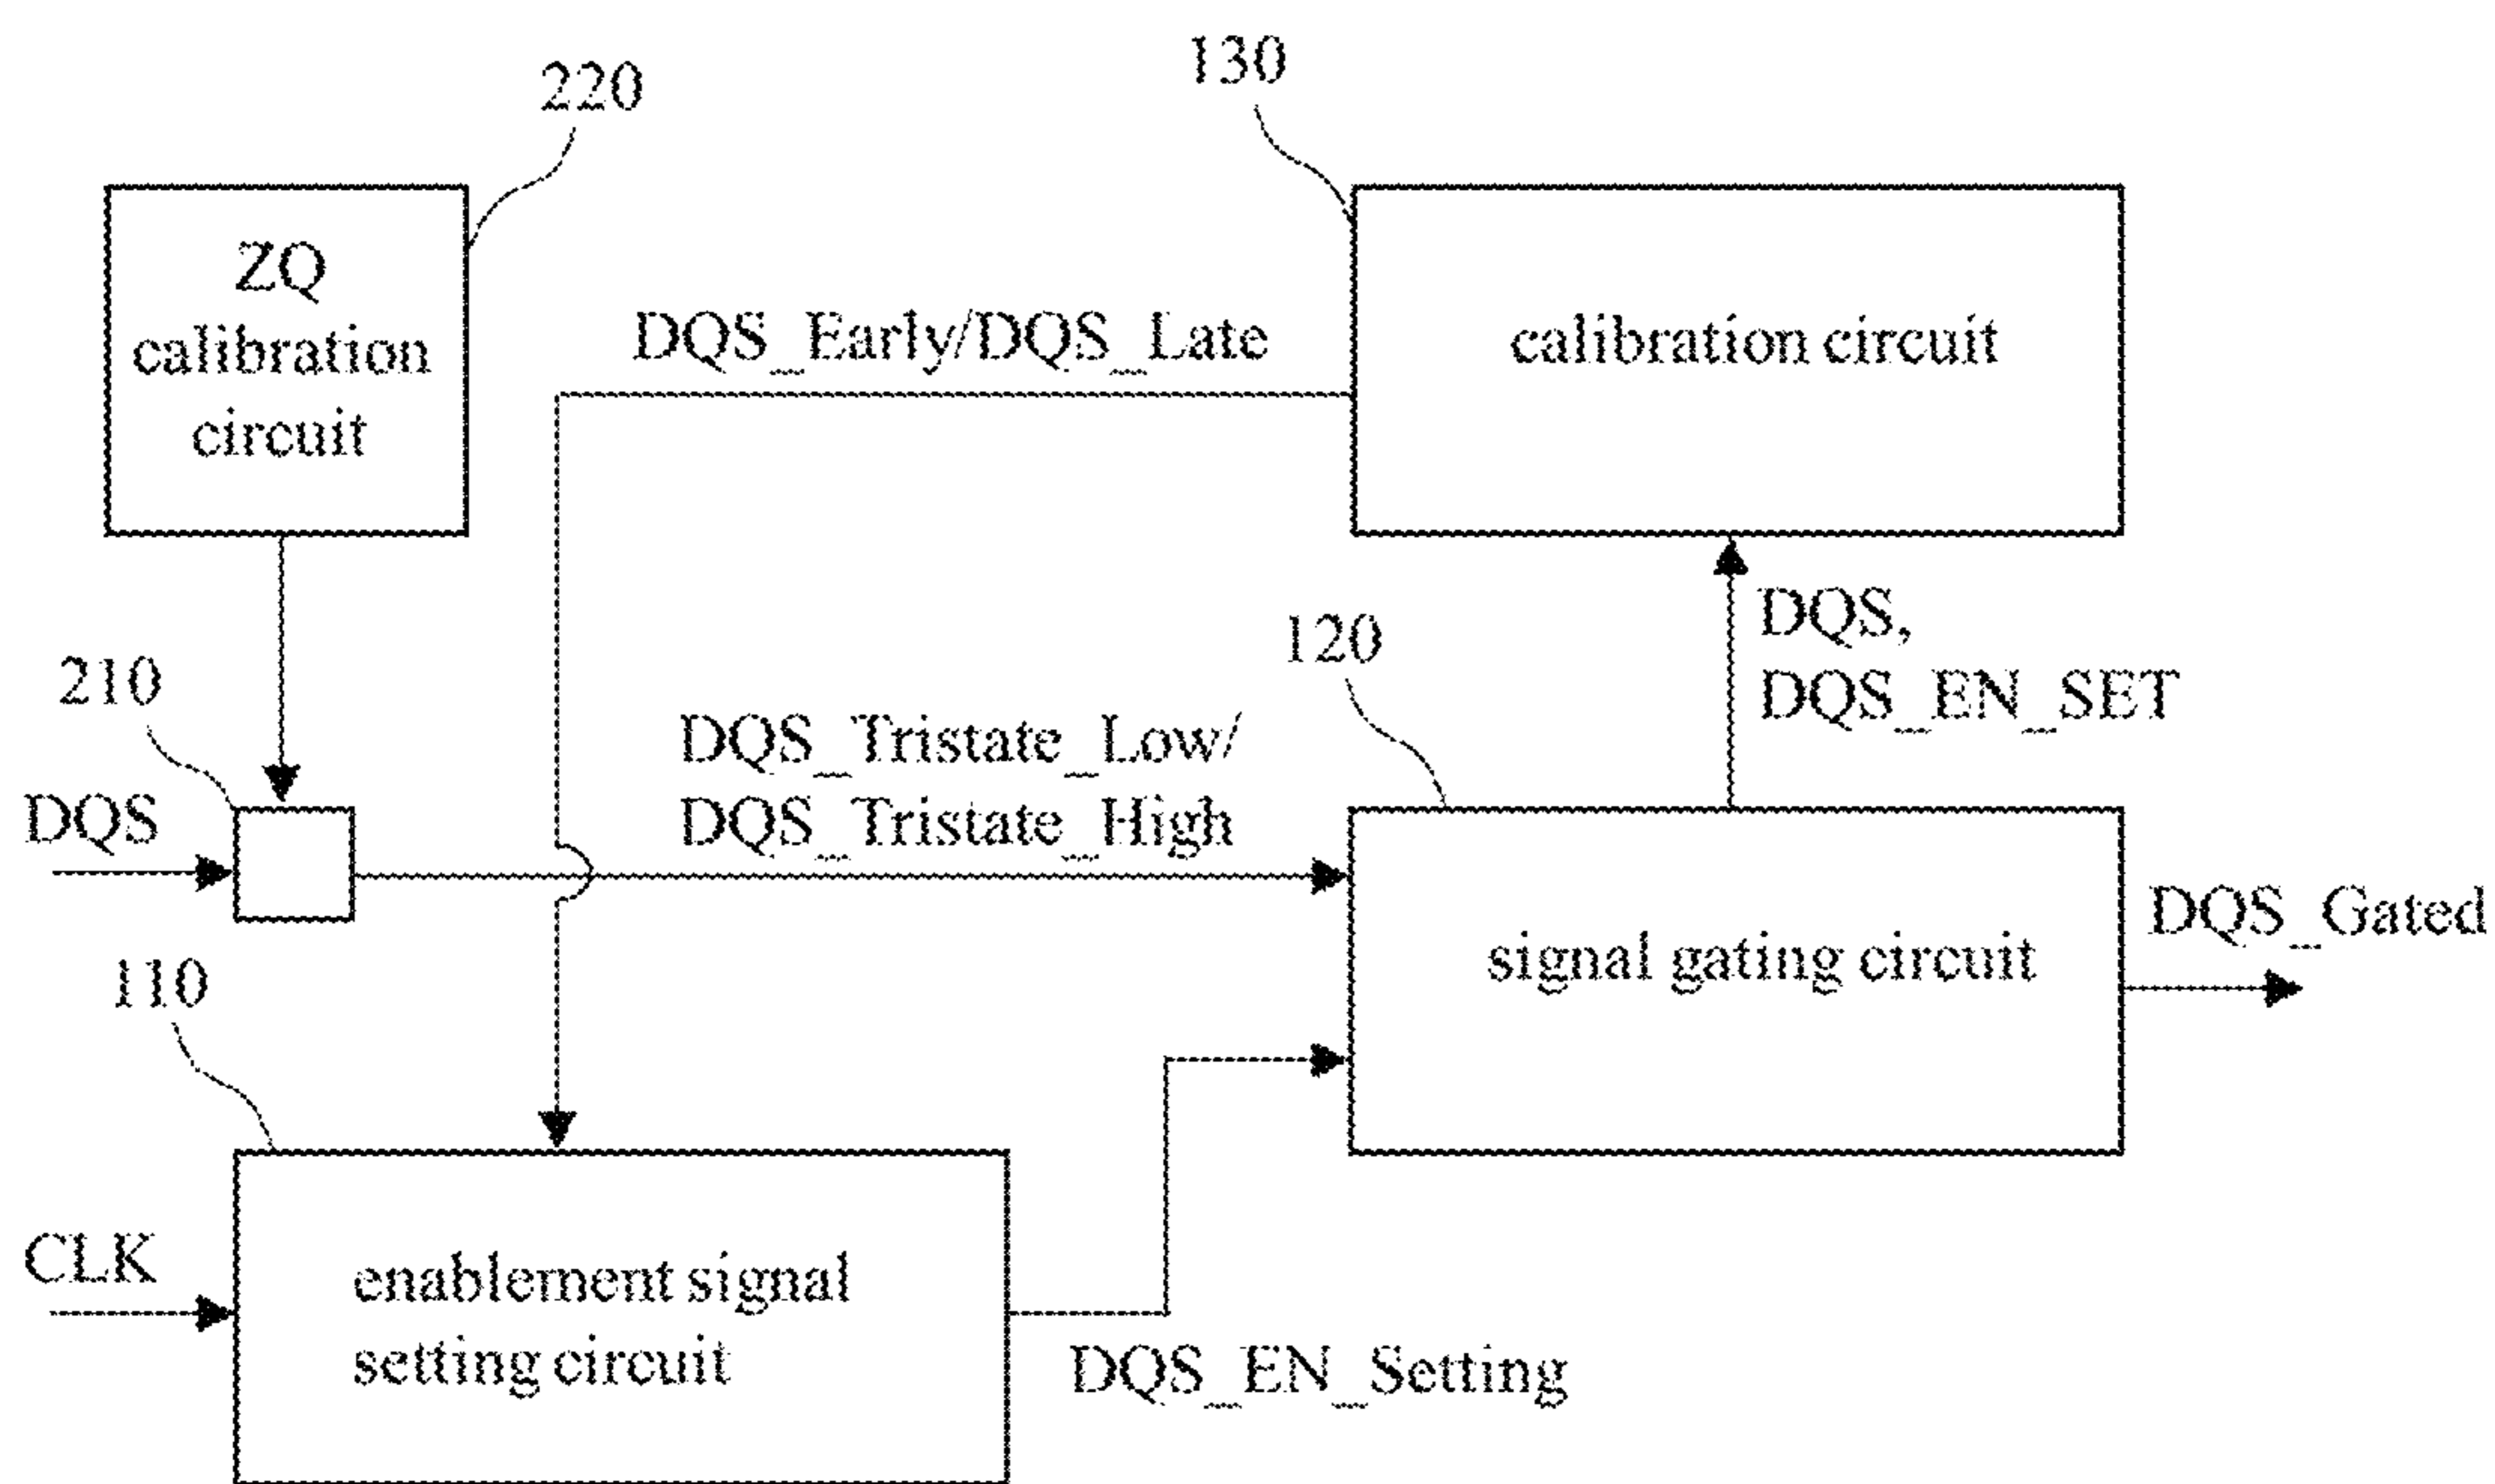 220
130
ZQ
calibration
circuit
DQS_Early/DQS_Late
calibration circuit
DQS,
DQS_EN_SET
120
210
DQS_Tristate_Low/
DQS_Tristate_High
DQS
DQS_Gated
signal gating circuit
110
CLK
enablement signal
setting circuit
DQS_EN_Setting